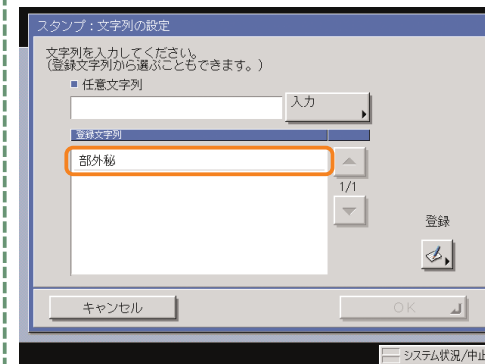 スタンプ：文字列の設定
文字列を入力してください。
（登録文字列から選ぶこともできます。）
■ 任意文字列
入力
登録文字列
部外秘
1/1
登録
キャンセル
OK
システム状況/中止